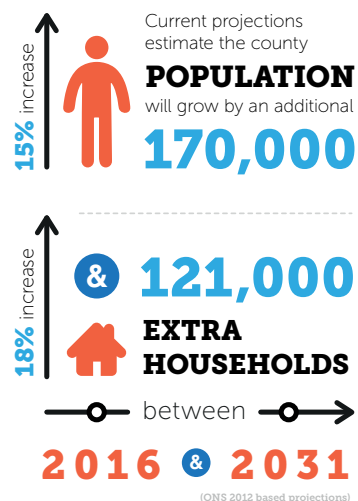 Current projections
estimate the county
POPULATION
will grow by an additional
170,000
15% increase
& 121,000
EXTRA
HOUSEHOLDS
18% increase
between
2016 & 2031
(ONS 2012 based projections)